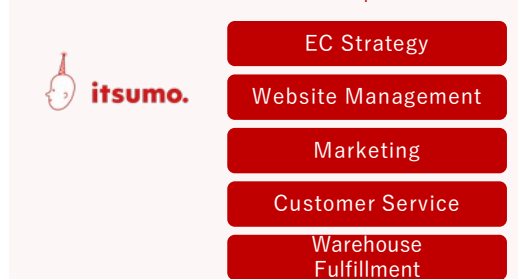 EC Strategy
itsumo.
Website Management
Marketing
Customer Service
Warehouse
Fulfillment